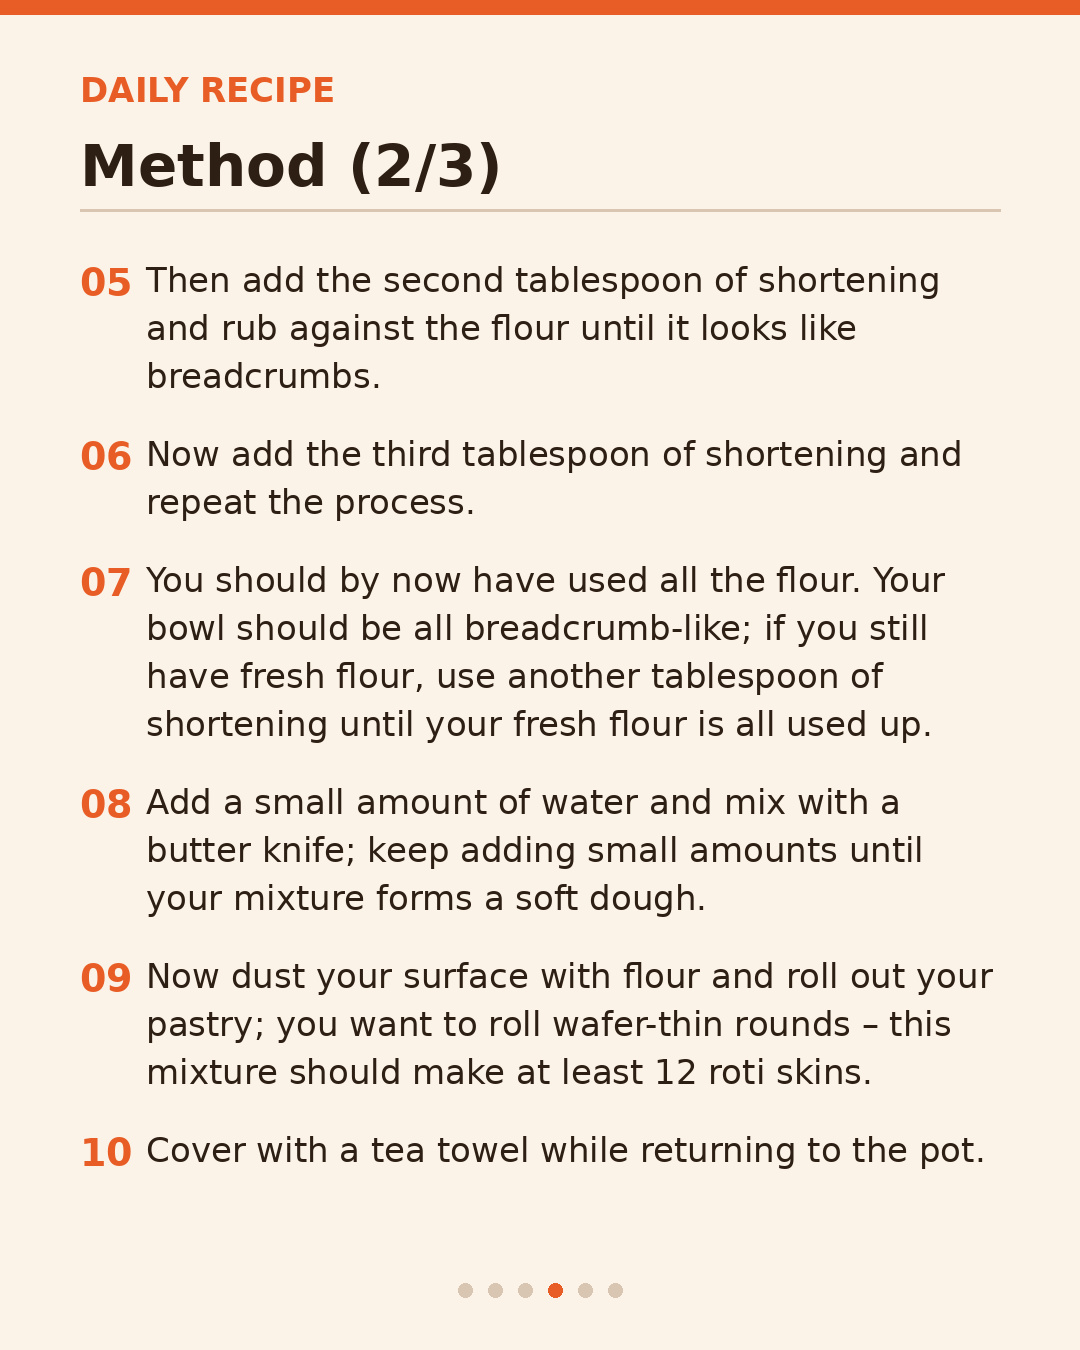 DAILY RECIPE
Method (2/3)
05 Then add the second tablespoon of shortening
and rub against the flour until it looks like
breadcrumbs.
06 Now add the third tablespoon of shortening and
repeat the process.
07 You should by now have used all the flour. Your
bowl should be all breadcrumb-like; if you still
have fresh flour, use another tablespoon of
shortening until your fresh flour is all used up.
08 Add a small amount of water and mix with a
butter knife; keep adding small amounts until
your mixture forms a soft dough.
09 Now dust your surface with flour and roll out your
pastry; you want to roll wafer-thin rounds – this
mixture should make at least 12 roti skins.
10 Cover with a tea towel while returning to the pot.